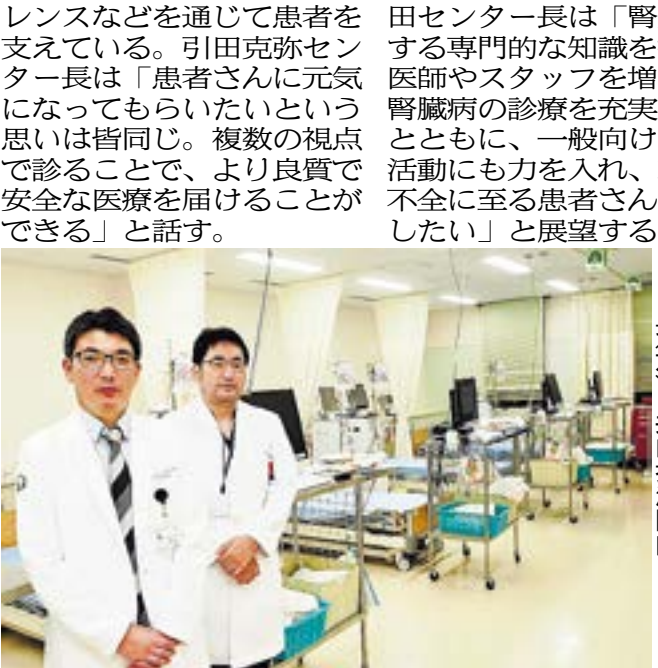 レンスなどを通じて患者を
支えている。引田克弥セン
ター長は「患者さんに元気
になってもらいたいという
思いは皆同じ。複数の視点
で診ることで、より良質で
安全な医療を届けることが
できる」と話す。
田センター長は「腎
する専門的な知識を
医師やスタッフを増
腎臓病の診療を充実
とともに、一般向け
活動にも力を入れ、
不全に至る患者さん
したい」と展望する